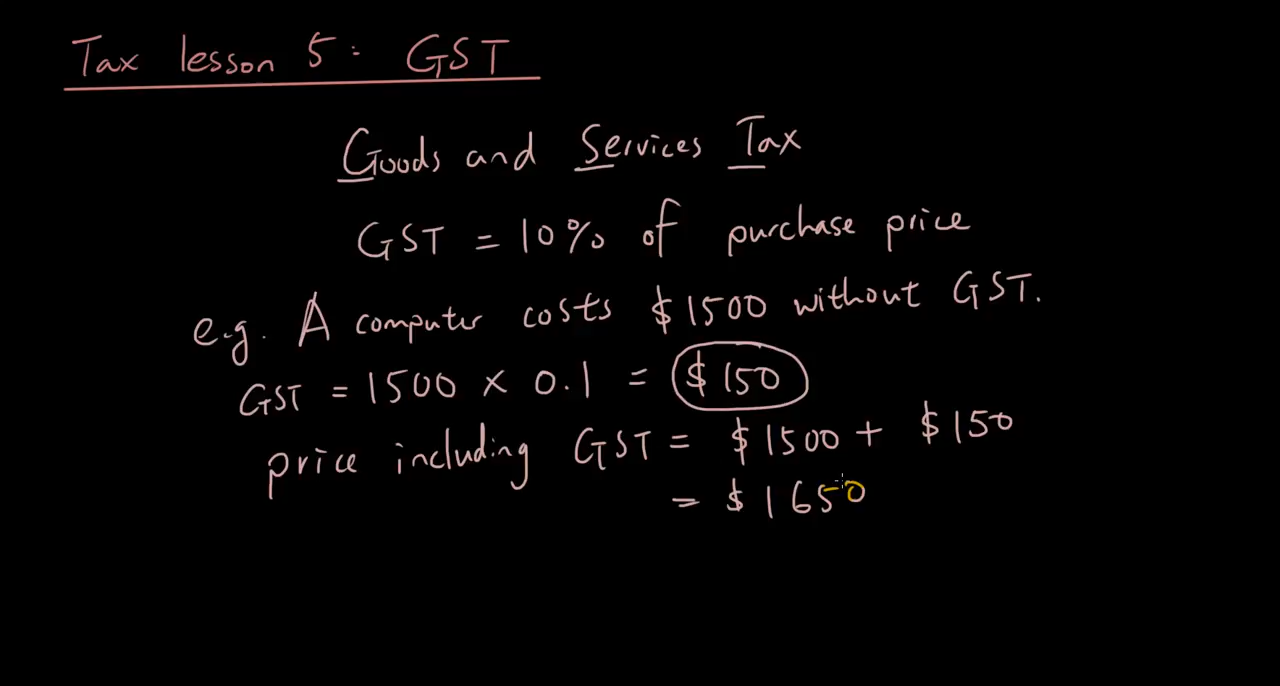 Tax lesson 5: GST
Goods and Services Tax
GST = 10% of purchase price
e.g. A computer costs $1500 without GST.
GST = 1500 × 0.1 = $150
price including GST = $1500 + $150
= $1650